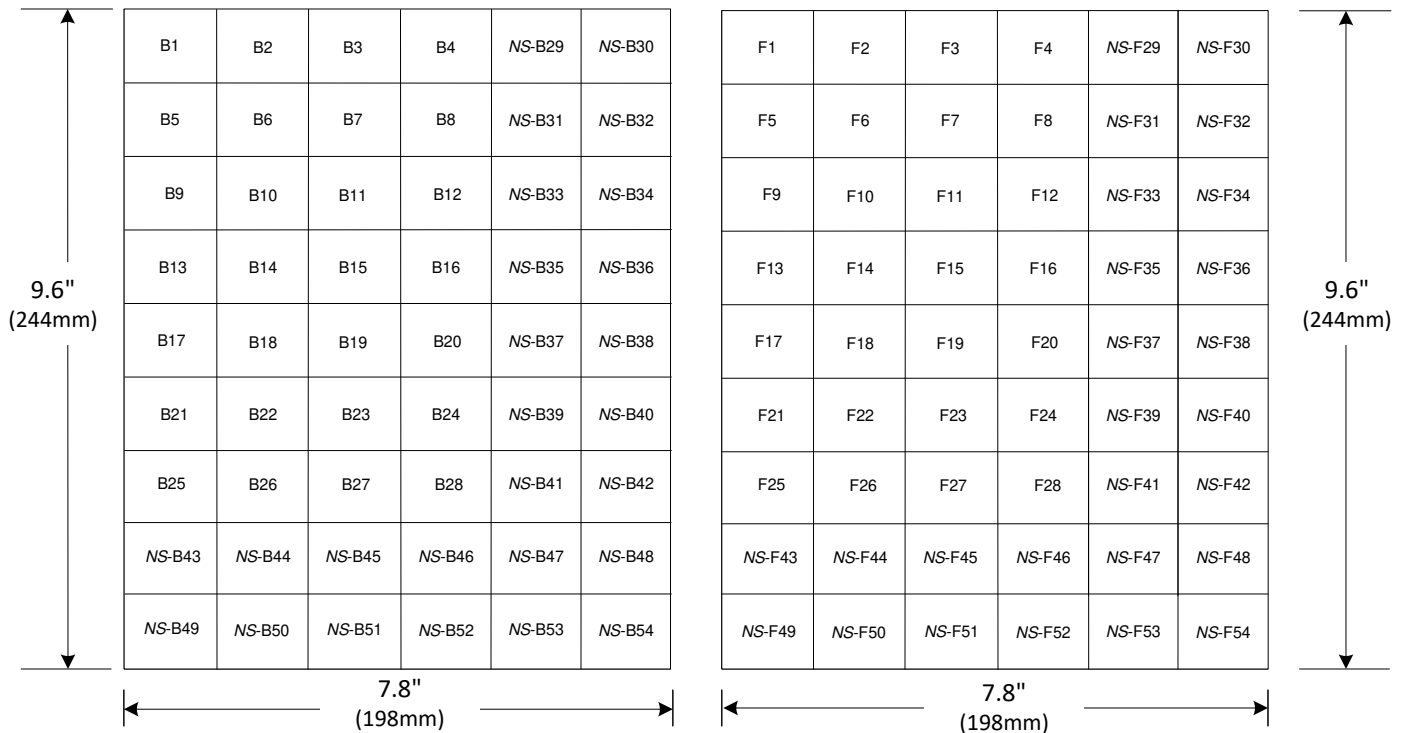 B1 B2 B3 B4 NS-B29 NS-B30
B5 B6 B7 B8 NS-B31 NS-B32
B9 B10 B11 B12 NS-B33 NS-B34
B13 B14 B15 B16 NS-B35 NS-B36
B17 B18 B19 B20 NS-B37 NS-B38
B21 B22 B23 B24 NS-B39 NS-B40
B25 B26 B27 B28 NS-B41 NS-B42
NS-B43 NS-B44 NS-B45 NS-B46 NS-B47 NS-B48
NS-B49 NS-B50 NS-B51 NS-B52 NS-B53 NS-B54
9.6"
(244mm)
7.8"
(198mm)
F1 F2 F3 F4 NS-F29 NS-F30
F5 F6 F7 F8 NS-F31 NS-F32
F9 F10 F11 F12 NS-F33 NS-F34
F13 F14 F15 F16 NS-F35 NS-F36
F17 F18 F19 F20 NS-F37 NS-F38
F21 F22 F23 F24 NS-F39 NS-F40
F25 F26 F27 F28 NS-F41 NS-F42
NS-F43 NS-F44 NS-F45 NS-F46 NS-F47 NS-F48
NS-F49 NS-F50 NS-F51 NS-F52 NS-F53 NS-F54
9.6"
(244mm)
7.8"
(198mm)